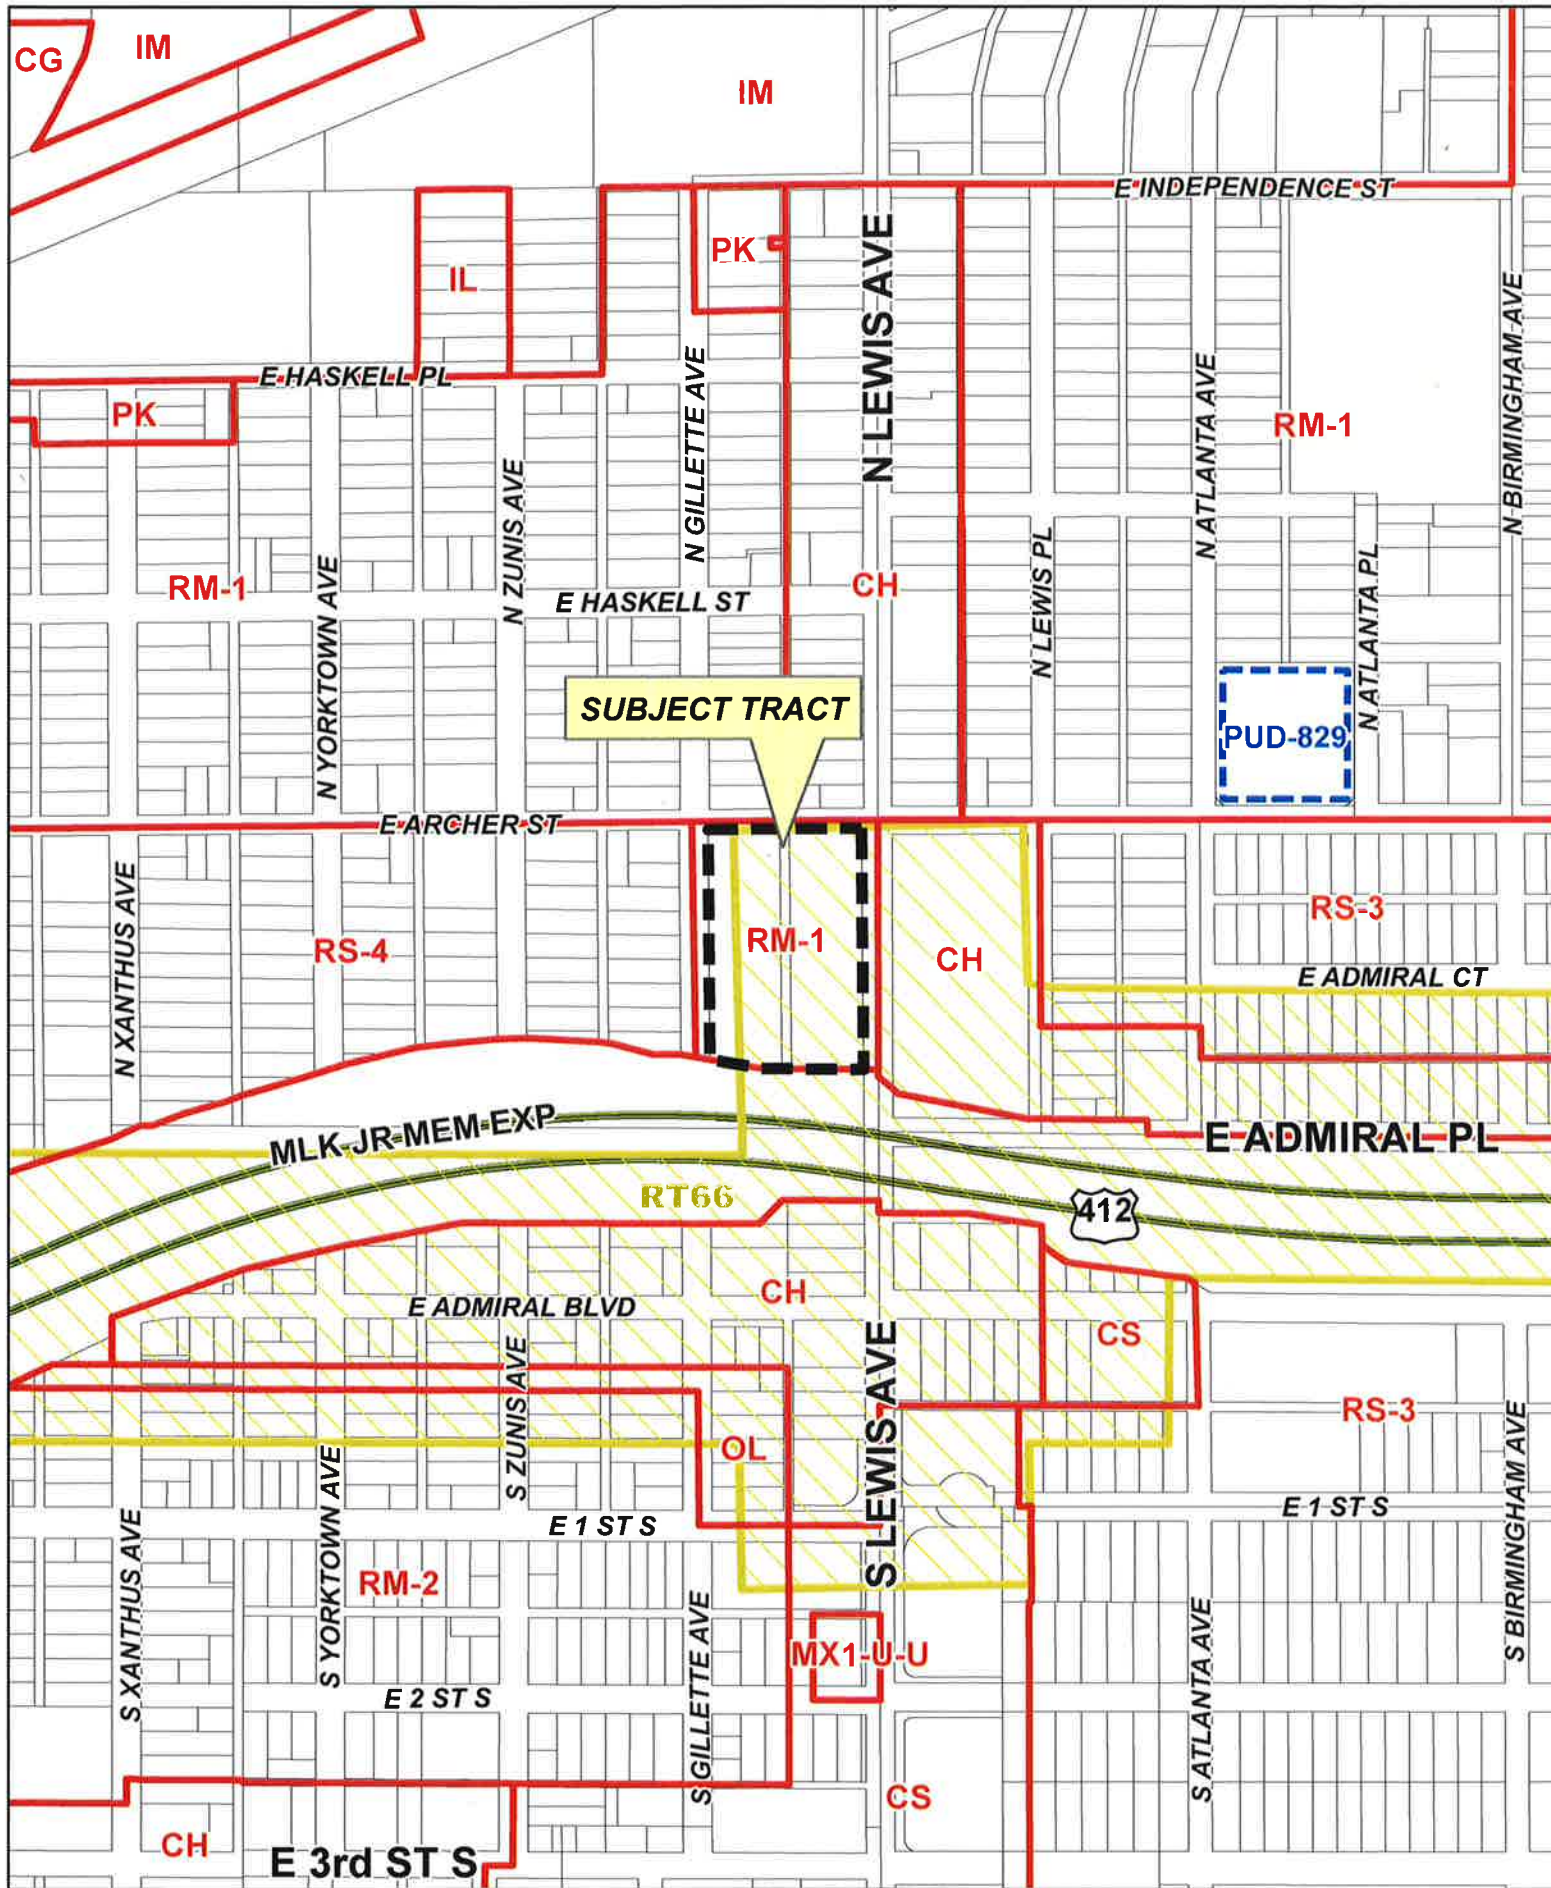 CG
IM
IM
E INDEPENDENCE ST
PK
IL
N LEWIS AVE
E HASKELL PL
PK
N GILLETTE AVE
N ATLANTA AVE
RM-1
N BIRMINGHAM AVE
N ZUNIS AVE
RM-1
N YORKTOWN AVE
E HASKELL ST
CH
N LEWIS PL
N ATLANTA PL
SUBJECT TRACT
PUD-829
E ARCHER ST
N XANTHUS AVE
RS-4
RM-1
CH
RS-3
E ADMIRAL CT
MLK JR MEM EXP
E ADMIRAL PL
RT66
412
E ADMIRAL BLVD
CH
CS
S ZUNIS AVE
S LEWIS AVE
RS-3
OL
S YORKTOWN AVE
E 1 ST S
E 1 ST S
S BIRMINGHAM AVE
S XANTHUS AVE
RM-2
S GILLETTE AVE
MX1-U-U
S ATLANTA AVE
E 2 ST S
CS
CH
E 3rd ST S